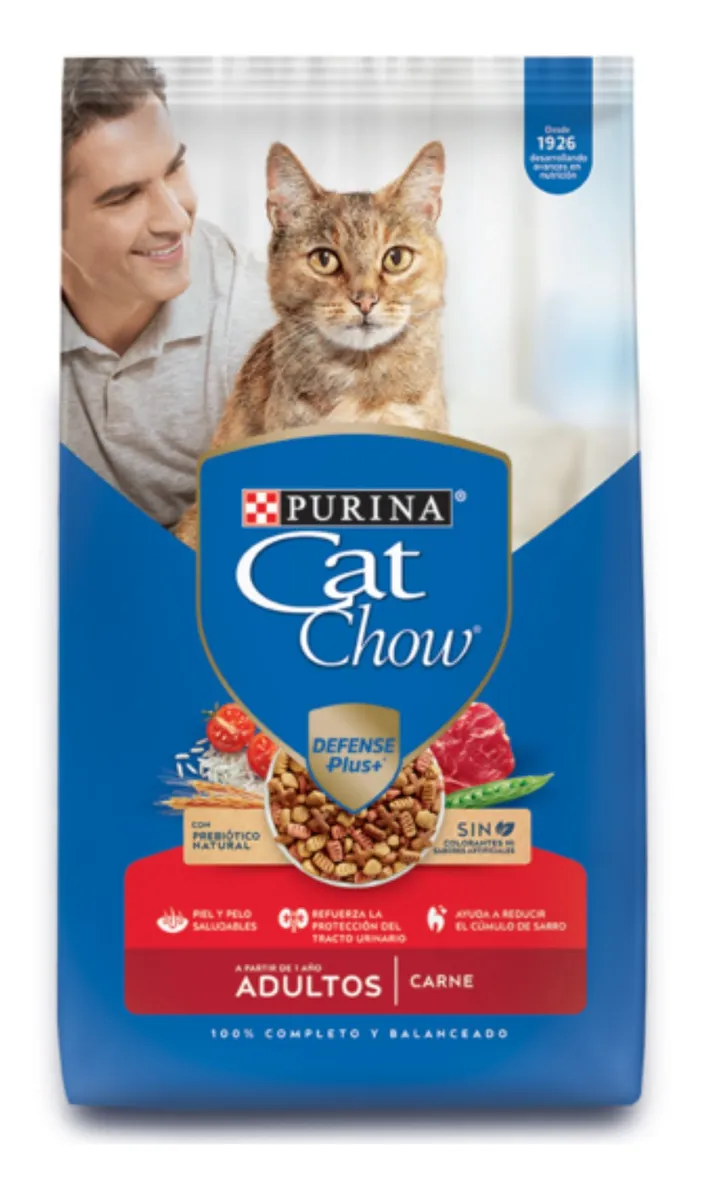 Desde
1926
desarrollando
avances en
nutrición
PURINA®
Cat
Chow®
DEFENSE
Plus+
CON
PREBIÓTICO
NATURAL
SIN
COLORANTES NI
SABORES ARTIFICIALES
PIEL Y PELO
SALUDABLES
REFUERZA LA
PROTECCIÓN DEL
TRACTO URINARIO
AYUDA A REDUCIR
EL CÚMULO DE SARRO
A PARTIR DE 1 AÑO
ADULTOS | CARNE
100% COMPLETO Y BALANCEADO